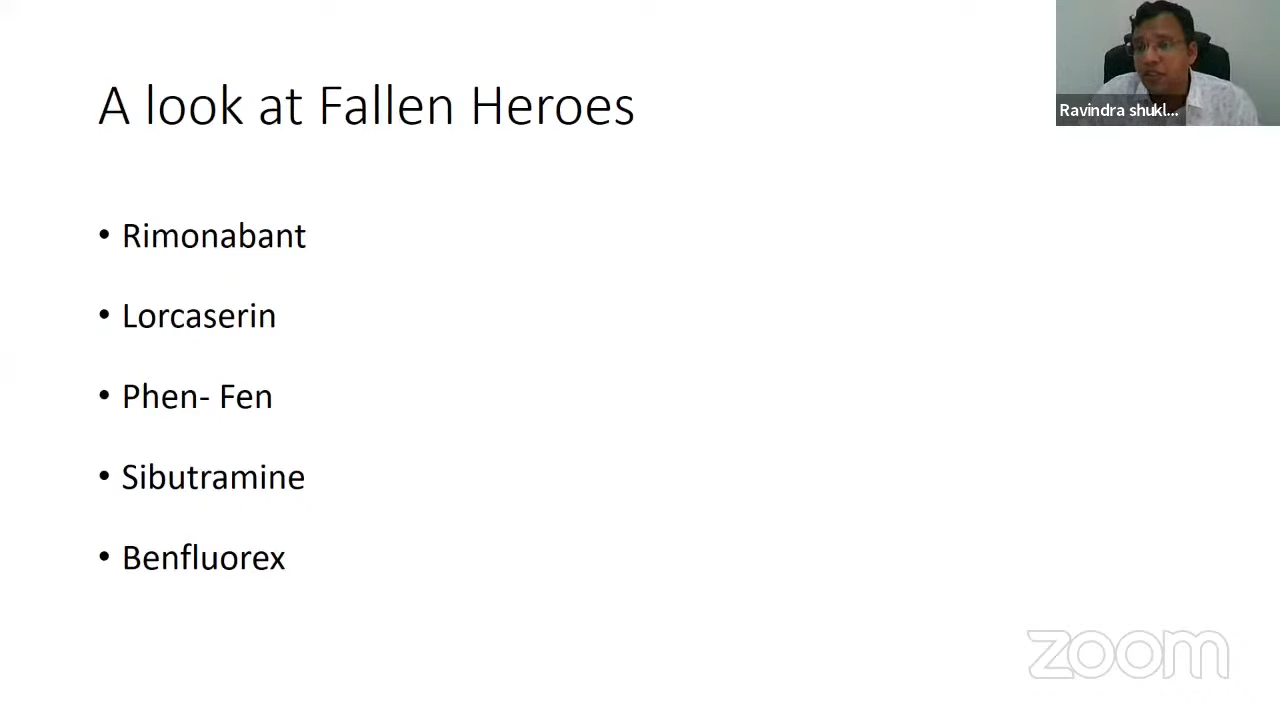 A look at Fallen Heroes
Ravindra shukl...
• Rimonabant
• Lorcaserin
• Phen- Fen
• Sibutramine
• Benfluorex
zoom